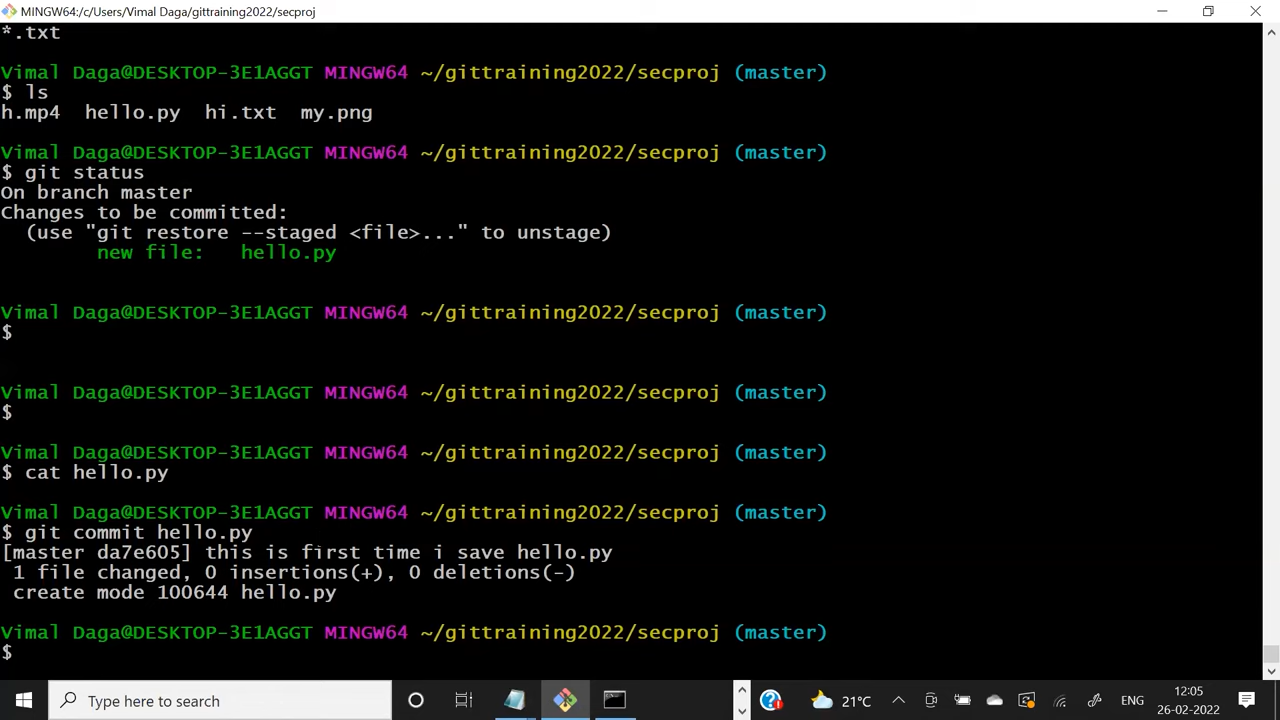 MINGW64:/c/Users/Vimal Daga/gittraining2022/secproj
*.txt
Vimal Daga@DESKTOP-3E1AGGT MINGW64 ~/gittraining2022/secproj (master)
$ ls
h.mp4  hello.py  hi.txt  my.png
Vimal Daga@DESKTOP-3E1AGGT MINGW64 ~/gittraining2022/secproj (master)
$ git status
On branch master
Changes to be committed:
  (use "git restore --staged <file>..." to unstage)
        new file:   hello.py
Vimal Daga@DESKTOP-3E1AGGT MINGW64 ~/gittraining2022/secproj (master)
$
Vimal Daga@DESKTOP-3E1AGGT MINGW64 ~/gittraining2022/secproj (master)
$
Vimal Daga@DESKTOP-3E1AGGT MINGW64 ~/gittraining2022/secproj (master)
$ cat hello.py
Vimal Daga@DESKTOP-3E1AGGT MINGW64 ~/gittraining2022/secproj (master)
$ git commit hello.py
[master da7e605] this is first time i save hello.py
 1 file changed, 0 insertions(+), 0 deletions(-)
 create mode 100644 hello.py
Vimal Daga@DESKTOP-3E1AGGT MINGW64 ~/gittraining2022/secproj (master)
$
Type here to search
21°C
ENG
12:05
26-02-2022